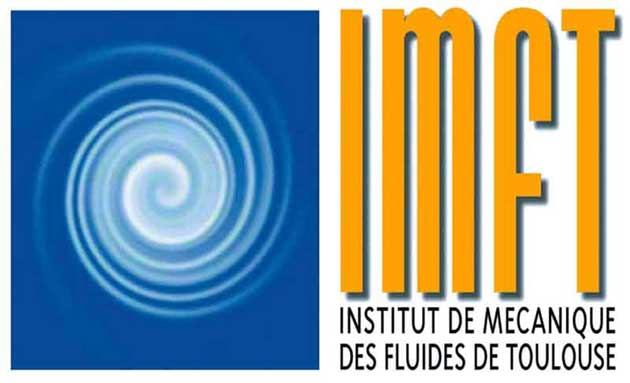 IMFT
INSTITUT DE MECANIQUE
DES FLUIDES DE TOULOUSE